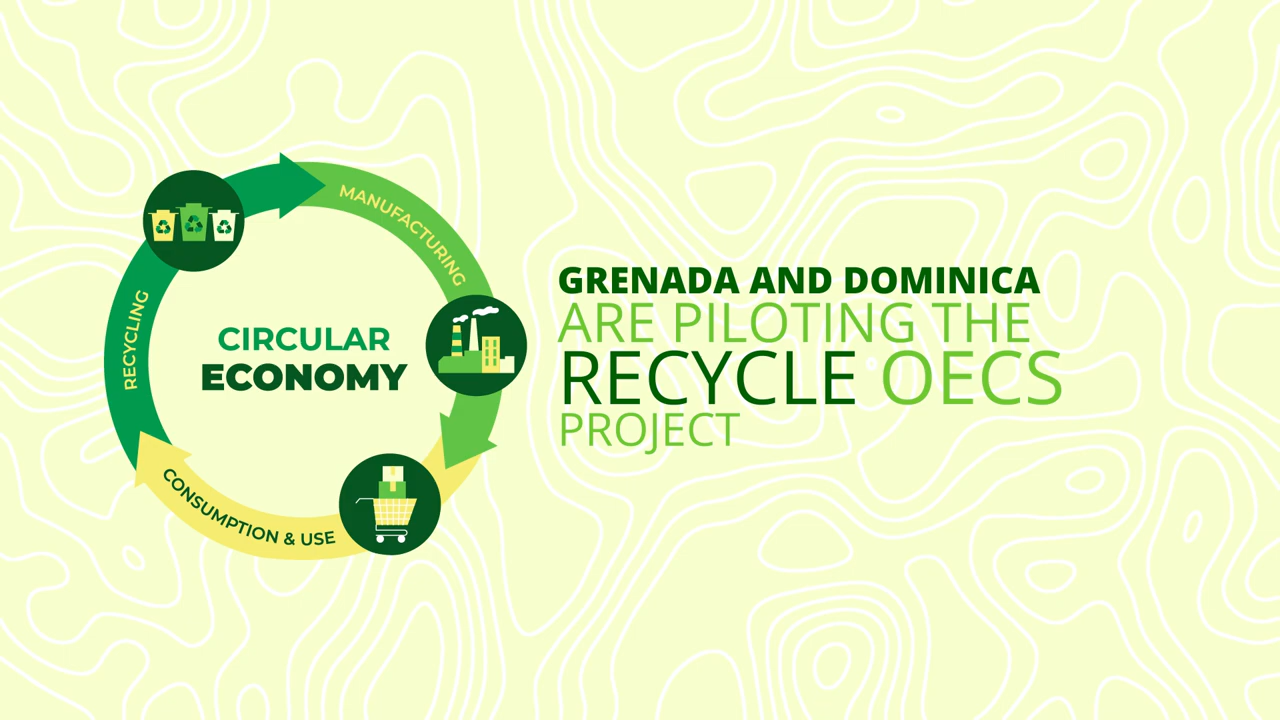 MANUFACTURING
RECYCLING
CIRCULAR
ECONOMY
CONSUMPTION & USE
GRENADA AND DOMINICA
ARE PILOTING THE
RECYCLE OECS
PROJECT